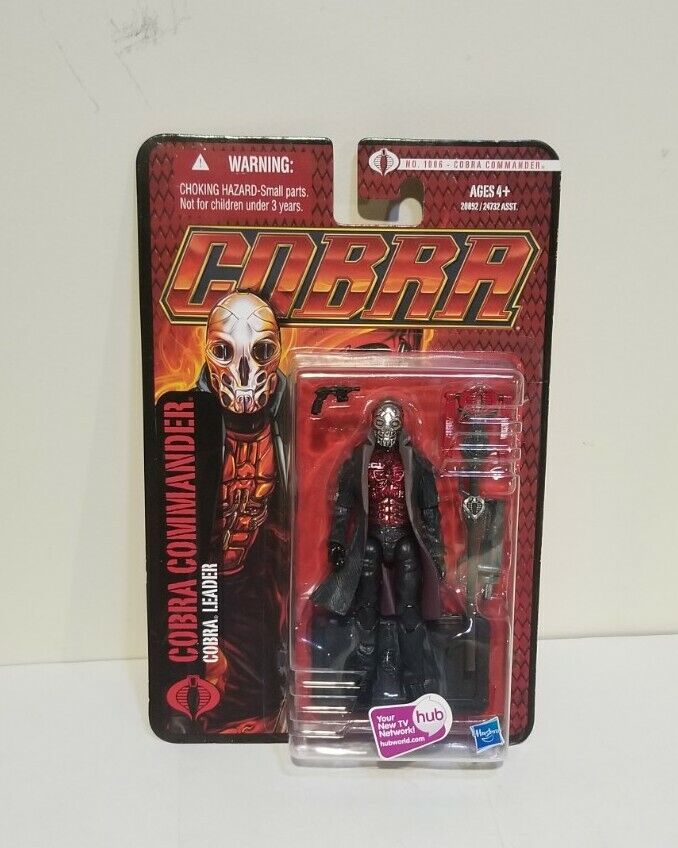 WARNING:
CHOKING HAZARD-Small parts.
Not for children under 3 years.
NO. 1006 - COBRA COMMANDER®
AGES 4+
20892 / 24732 ASST.
COBRA
COBRA COMMANDER®
COBRA® LEADER
Your
New TV
Network!
hubworld.com
hub
Hasbro